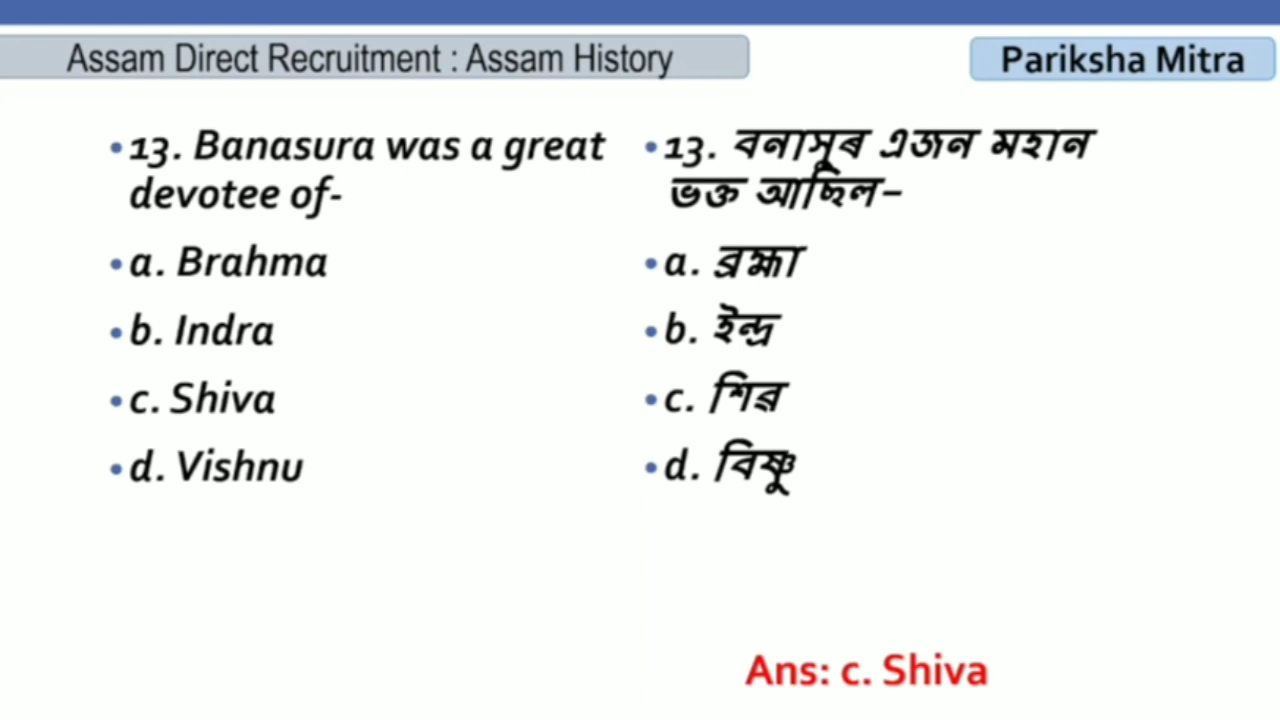 Assam Direct Recruitment : Assam History
Pariksha Mitra
• 13. Banasura was a great
devotee of-
• a. Brahma
• b. Indra
• c. Shiva
• d. Vishnu
• 13. বনাসূৰ এজন মহান
ভক্ত আছিল–
• a. ব্ৰহ্মা
• b. ইন্দ্ৰ
• c. শিৱ
• d. বিষ্ণূ
Ans: c. Shiva